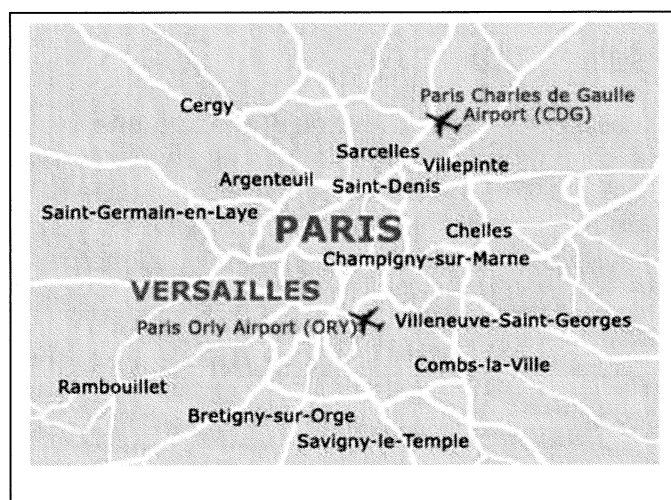 Cergy
Paris Charles de Gaulle
Airport (CDG)
Sarcelles
Villepinte
Argenteuil
Saint-Denis
Saint-Germain-en-Laye
PARIS
Chelles
Champigny-sur-Marne
VERSAILLES
Paris Orly Airport (ORY)
Villeneuve-Saint-Georges
Combs-la-Ville
Rambouillet
Bretigny-sur-Orge
Savigny-le-Temple